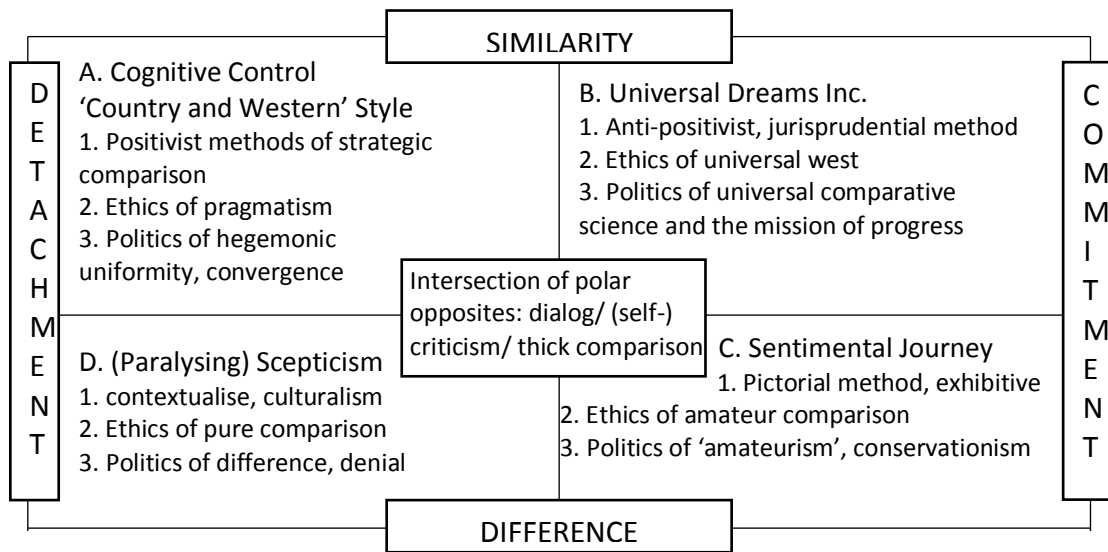 SIMILARITY
DETACHMENT
A. Cognitive Control
‘Country and Western’ Style
1. Positivist methods of strategic
comparison
2. Ethics of pragmatism
3. Politics of hegemonic
uniformity, convergence
B. Universal Dreams Inc.
1. Anti-positivist, jurisprudential method
2. Ethics of universal west
3. Politics of universal comparative
science and the mission of progress
COMMITMENT
Intersection of polar
opposites: dialog/ (self-)
criticism/ thick comparison
D. (Paralysing) Scepticism
1. contextualise, culturalism
2. Ethics of pure comparison
3. Politics of difference, denial
C. Sentimental Journey
1. Pictorial method, exhibitive
2. Ethics of amateur comparison
3. Politics of ‘amateurism’, conservationism
DIFFERENCE